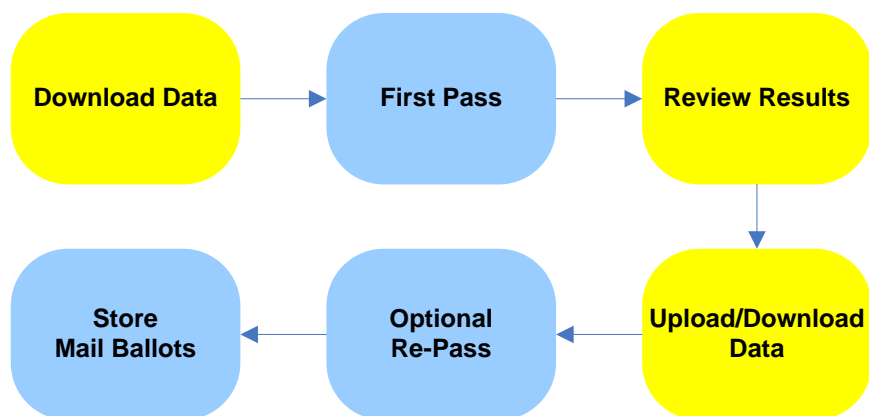 Download Data
First Pass
Review Results
Upload/Download
Data
Optional
Re-Pass
Store
Mail Ballots